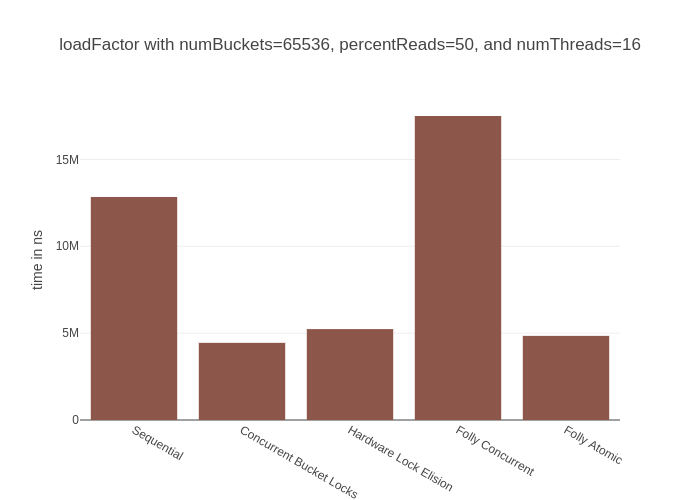 loadFactor with numBuckets=65536, percentReads=50, and numThreads=16
time in ns
15M
10M
5M
0
Sequential
Concurrent Bucket Locks
Hardware Lock Elision
Folly Concurrent
Folly Atomic